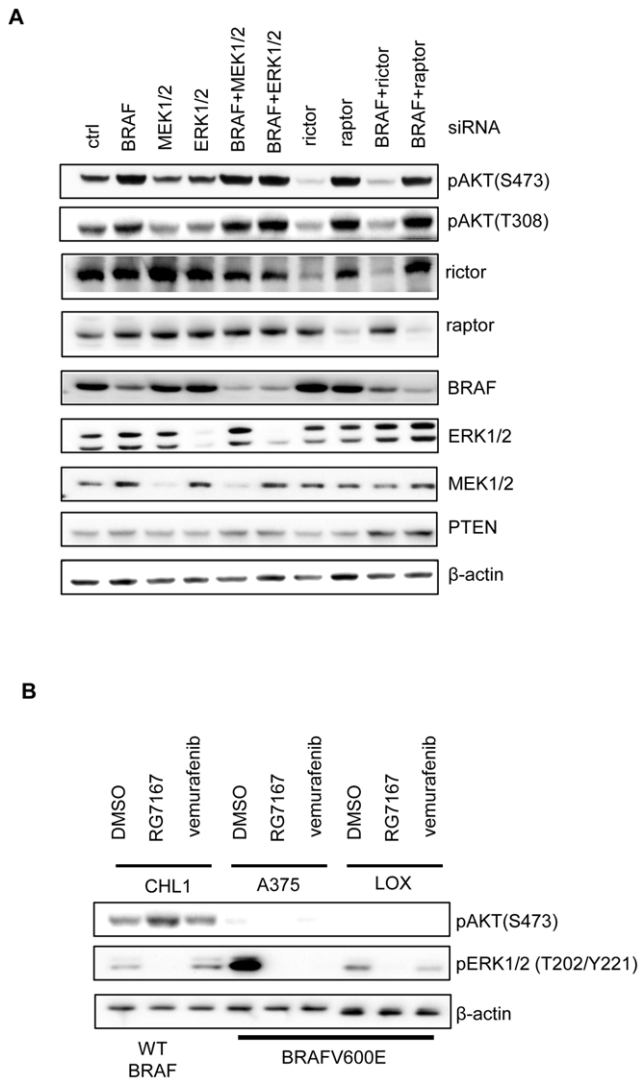 A
ctrl
BRAF
MEK1/2
ERK1/2
BRAF+MEK1/2
BRAF+ERK1/2
rictor
raptor
BRAF+rictor
BRAF+raptor
siRNA
pAKT(S473)
pAKT(T308)
rictor
raptor
BRAF
ERK1/2
MEK1/2
PTEN
β-actin
B
DMSO
RG7167
vemurafenib
DMSO
RG7167
vemurafenib
DMSO
RG7167
vemurafenib
CHL1
A375
LOX
pAKT(S473)
pERK1/2 (T202/Y221)
β-actin
WT
BRAF
BRAFV600E